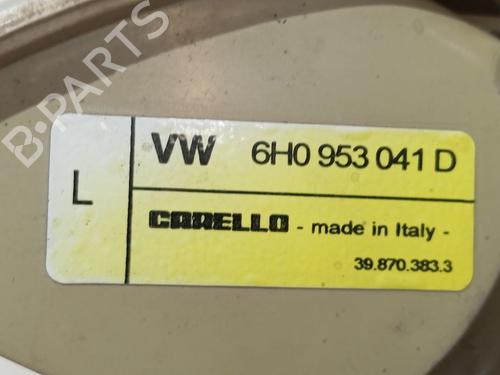 B-PARTS
L
VW 6H0 953 041 D
CARELLO - made in Italy -
39.870.383.3